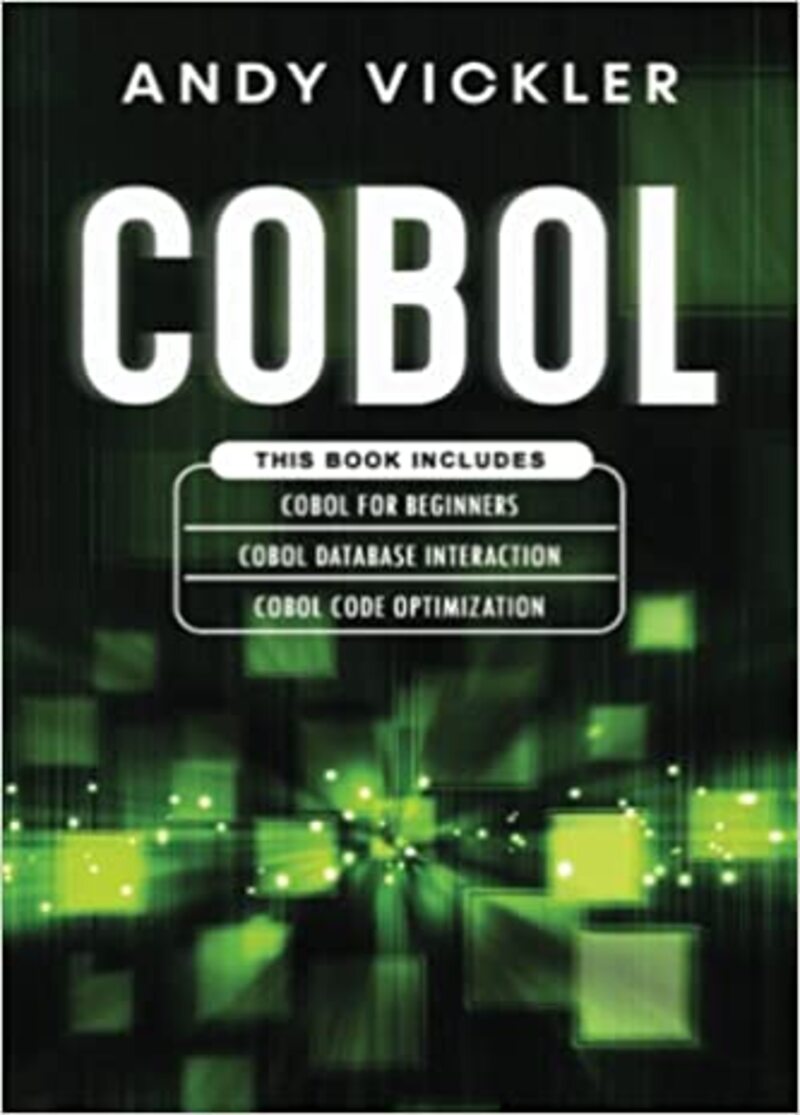 ANDY VICKLER
COBOL
THIS BOOK INCLUDES
COBOL FOR BEGINNERS
COBOL DATABASE INTERACTION
COBOL CODE OPTIMIZATION